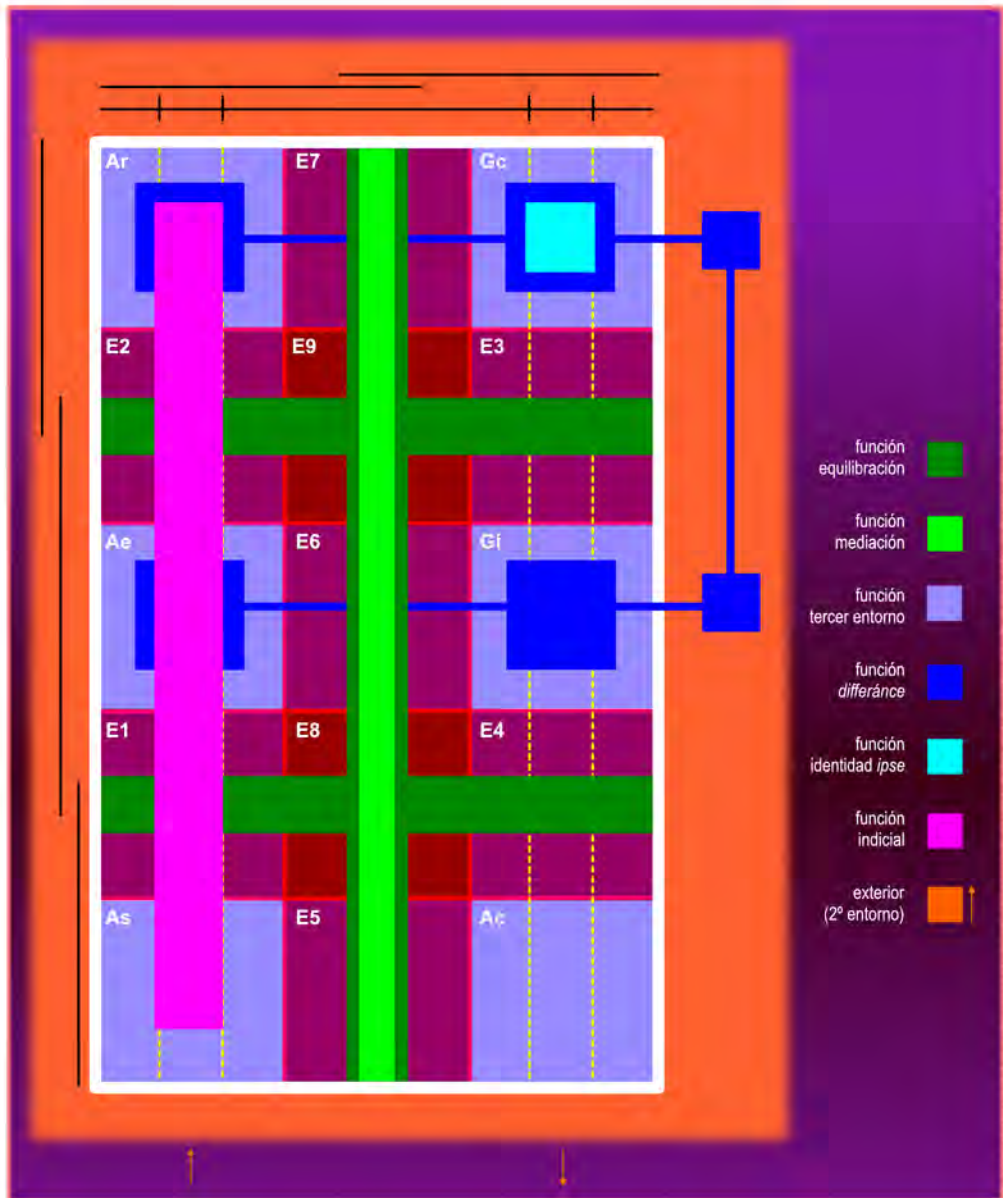 Ar
E7
Gc
E2
E9
E3
Ae
E6
Gf
E1
E8
E4
As
E5
Ac
función
equilibración
función
mediación
función
tercer entorno
función
differánce
función
identidad ipse
función
indicial
exterior
(2º entorno)